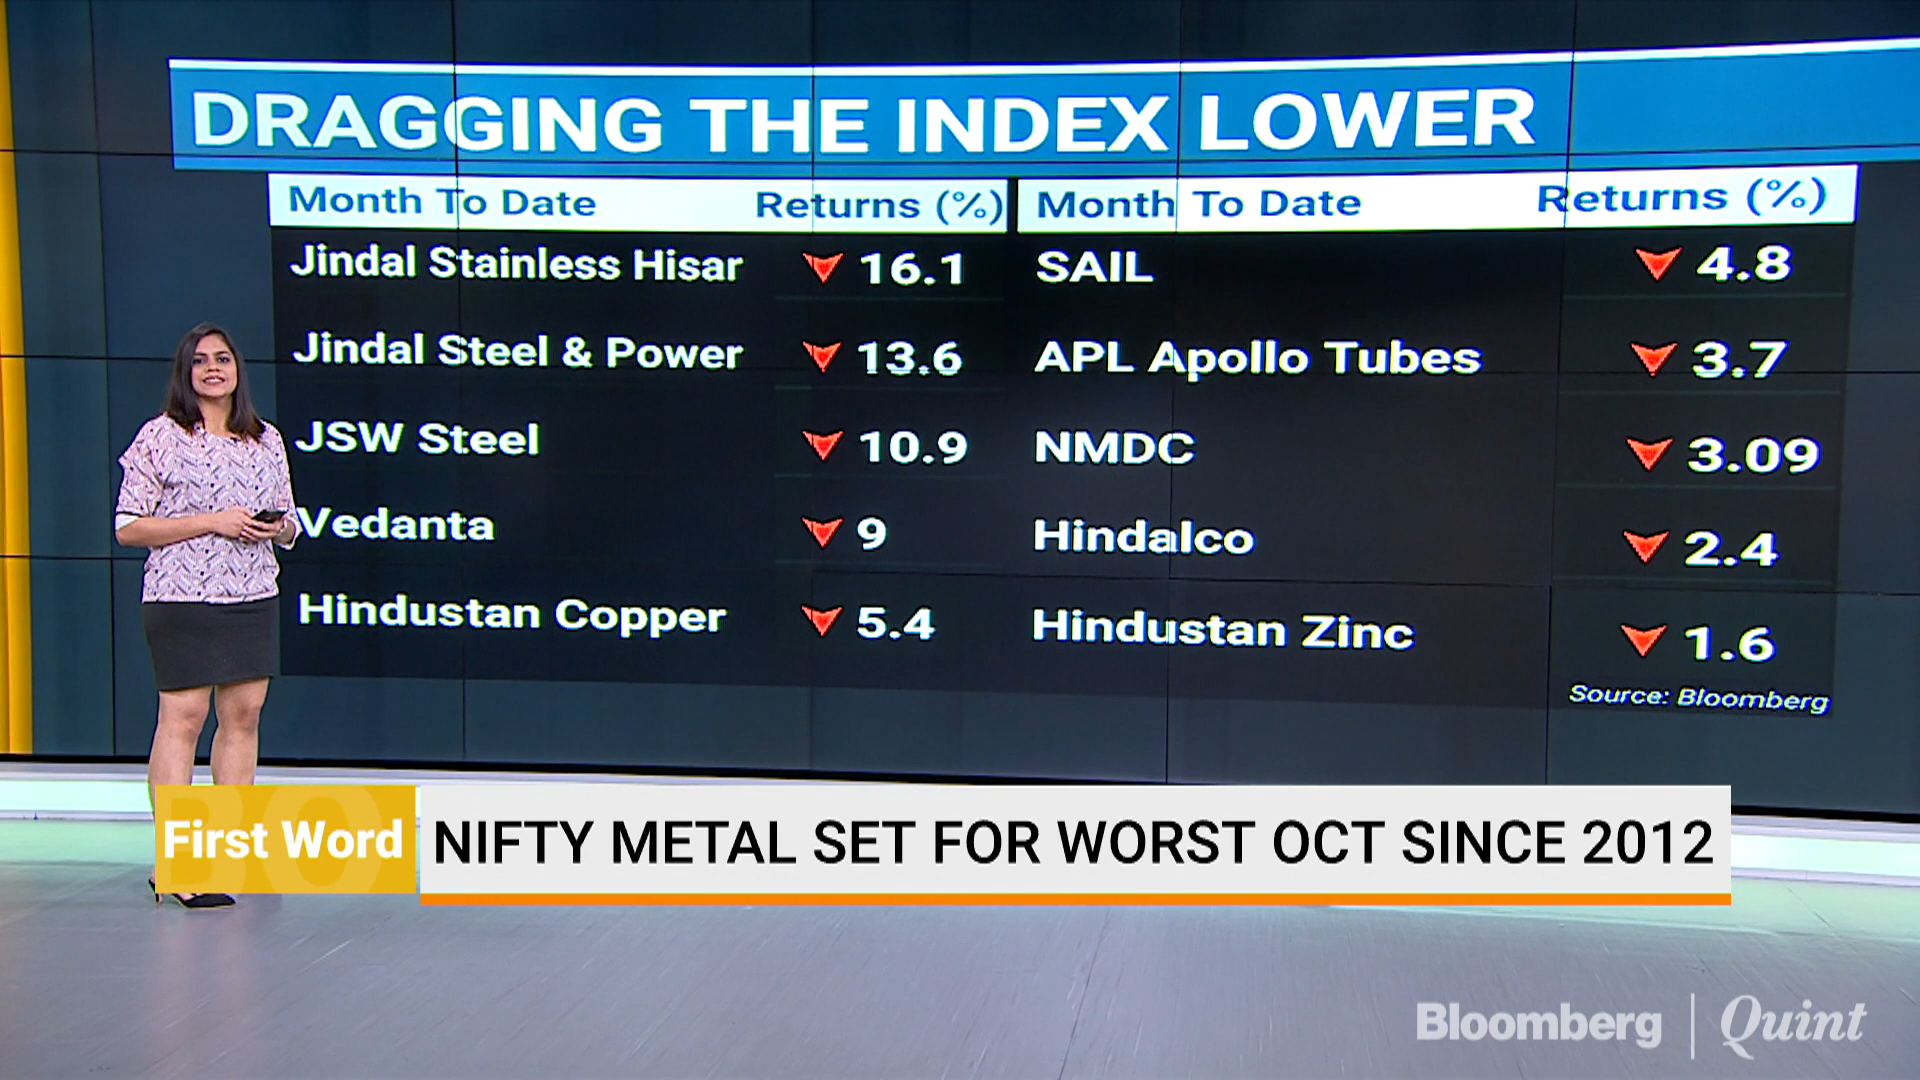 DRAGGING THE INDEX LOWER
Month To Date Returns (%) Month To Date Returns (%)
Jindal Stainless Hisar 16.1 SAIL 4.8
Jindal Steel & Power 13.6 APL Apollo Tubes 3.7
JSW Steel 10.9 NMDC 3.09
Vedanta 9 Hindalco 2.4
Hindustan Copper 5.4 Hindustan Zinc 1.6
Source: Bloomberg
First Word NIFTY METAL SET FOR WORST OCT SINCE 2012
Bloomberg | Quint